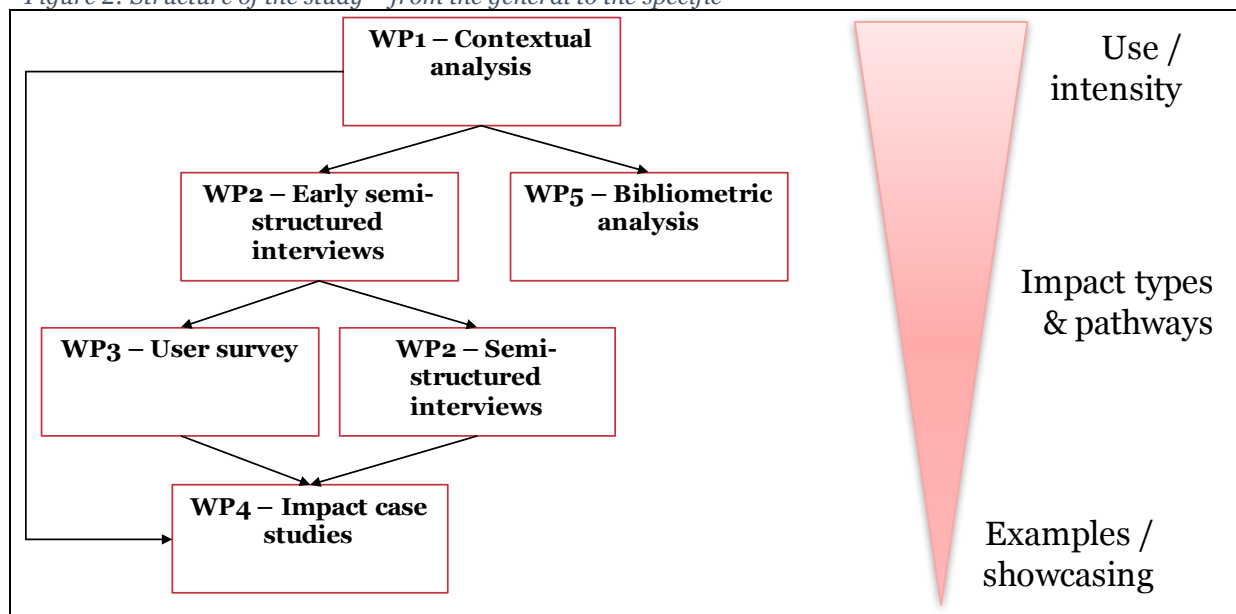 Figure 2: Structure of the study – from the general to the specific
WP1 – Contextual
analysis
Use /
intensity
WP2 – Early semi-
structured
interviews
WP5 – Bibliometric
analysis
Impact types
& pathways
WP3 – User survey
WP2 – Semi-
structured
interviews
WP4 – Impact case
studies
Examples /
showcasing